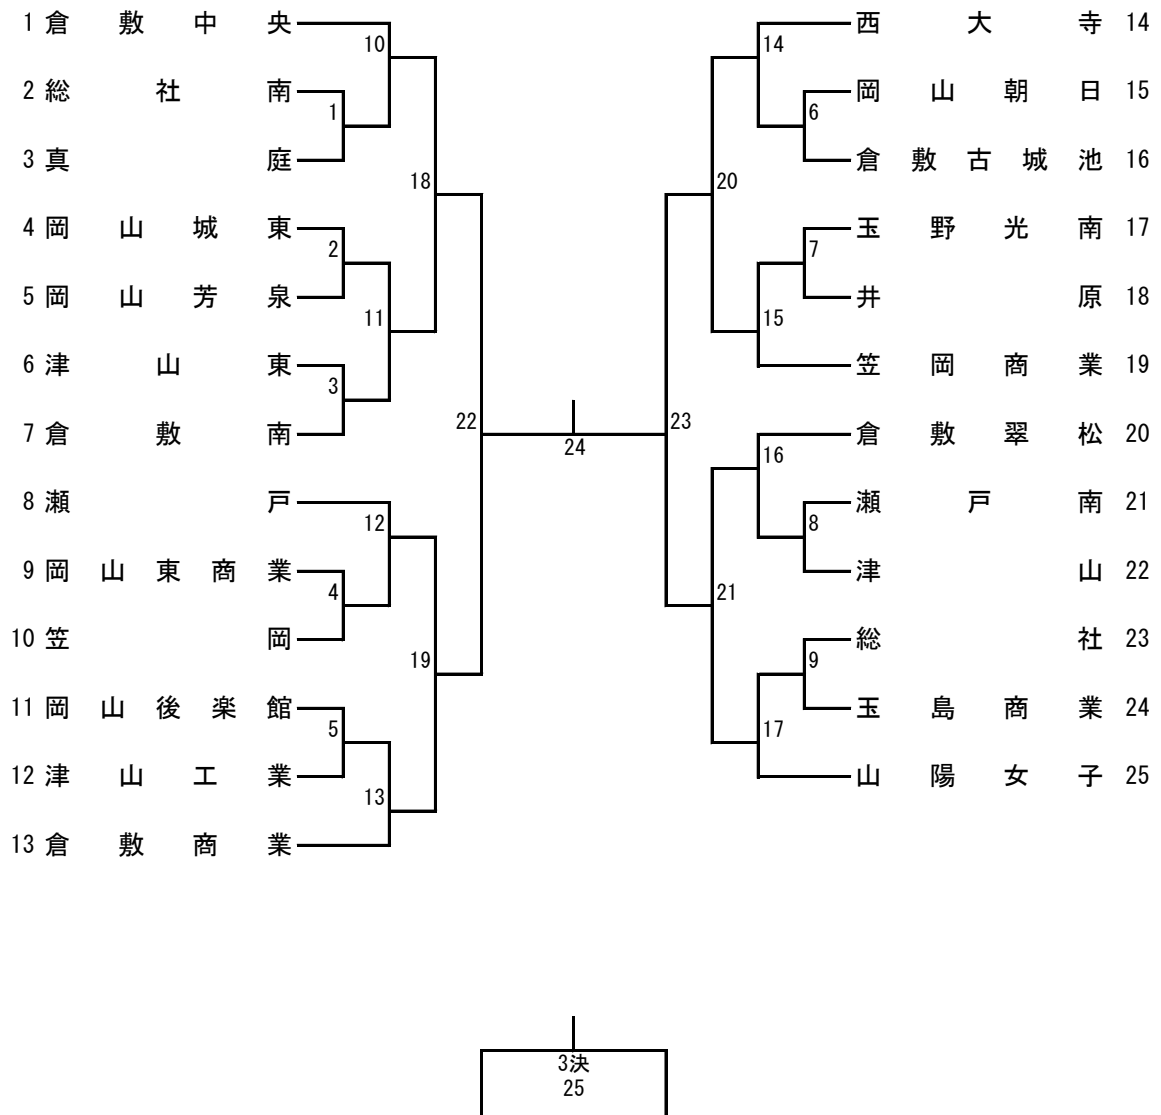 1 倉敷中央
10
2 総社南
1
3 真庭
18
4 岡山城東
2
5 岡山芳泉
11
6 津山東
3
7 倉敷南
22
8 瀬戸
12
9 岡山東商業
4
10 笠岡
19
11 岡山後楽館
5
12 津山工業
13
13 倉敷商業
24
西大寺 14
14
岡山朝日 15
6
倉敷古城池 16
20
玉野光南 17
7
井原 18
15
笠岡商業 19
23
倉敷翠松 20
16
瀬戸南 21
8
津山 22
21
総社 23
9
玉島商業 24
17
山陽女子 25
3決
25